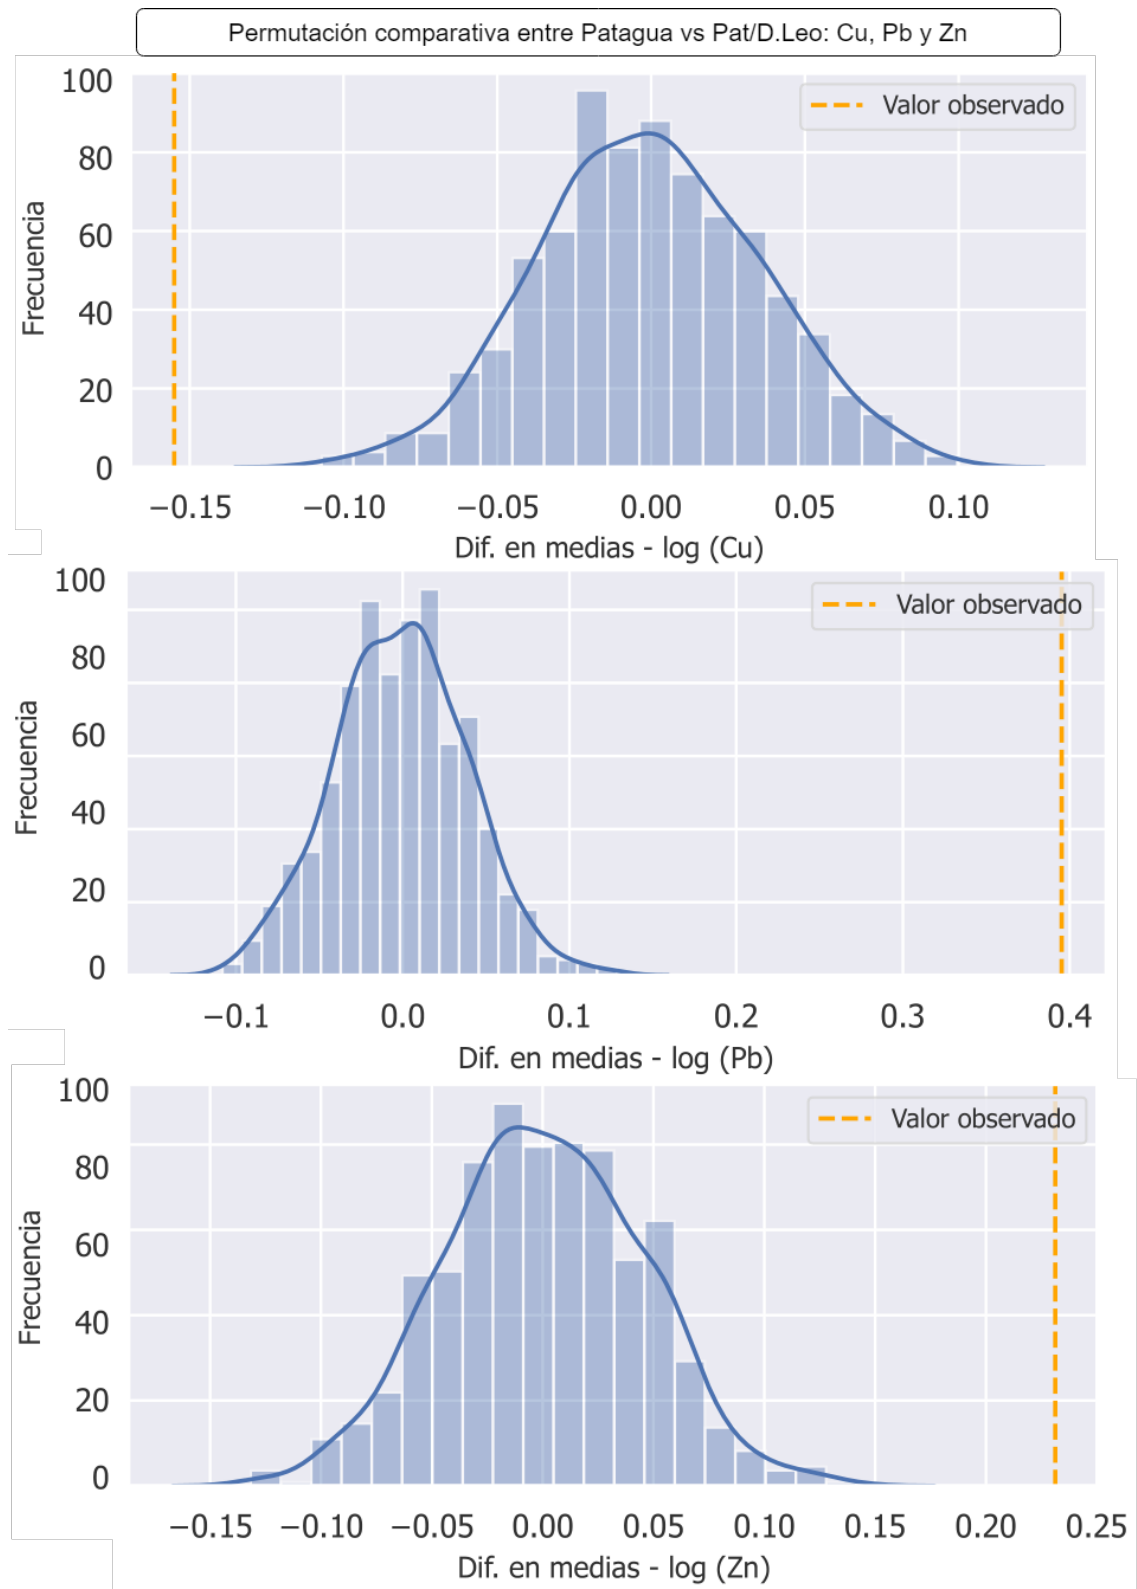 Permutación comparativa entre Patagua vs Pat/D.Leo: Cu, Pb y Zn
Valor observado
Frecuencia
100
80
60
40
20
0
−0.15 −0.10 −0.05 0.00 0.05 0.10
Dif. en medias - log (Cu)
Valor observado
Frecuencia
100
80
60
40
20
0
−0.1 0.0 0.1 0.2 0.3 0.4
Dif. en medias - log (Pb)
Valor observado
Frecuencia
100
80
60
40
20
0
−0.15 −0.10 −0.05 0.00 0.05 0.10 0.15 0.20 0.25
Dif. en medias - log (Zn)